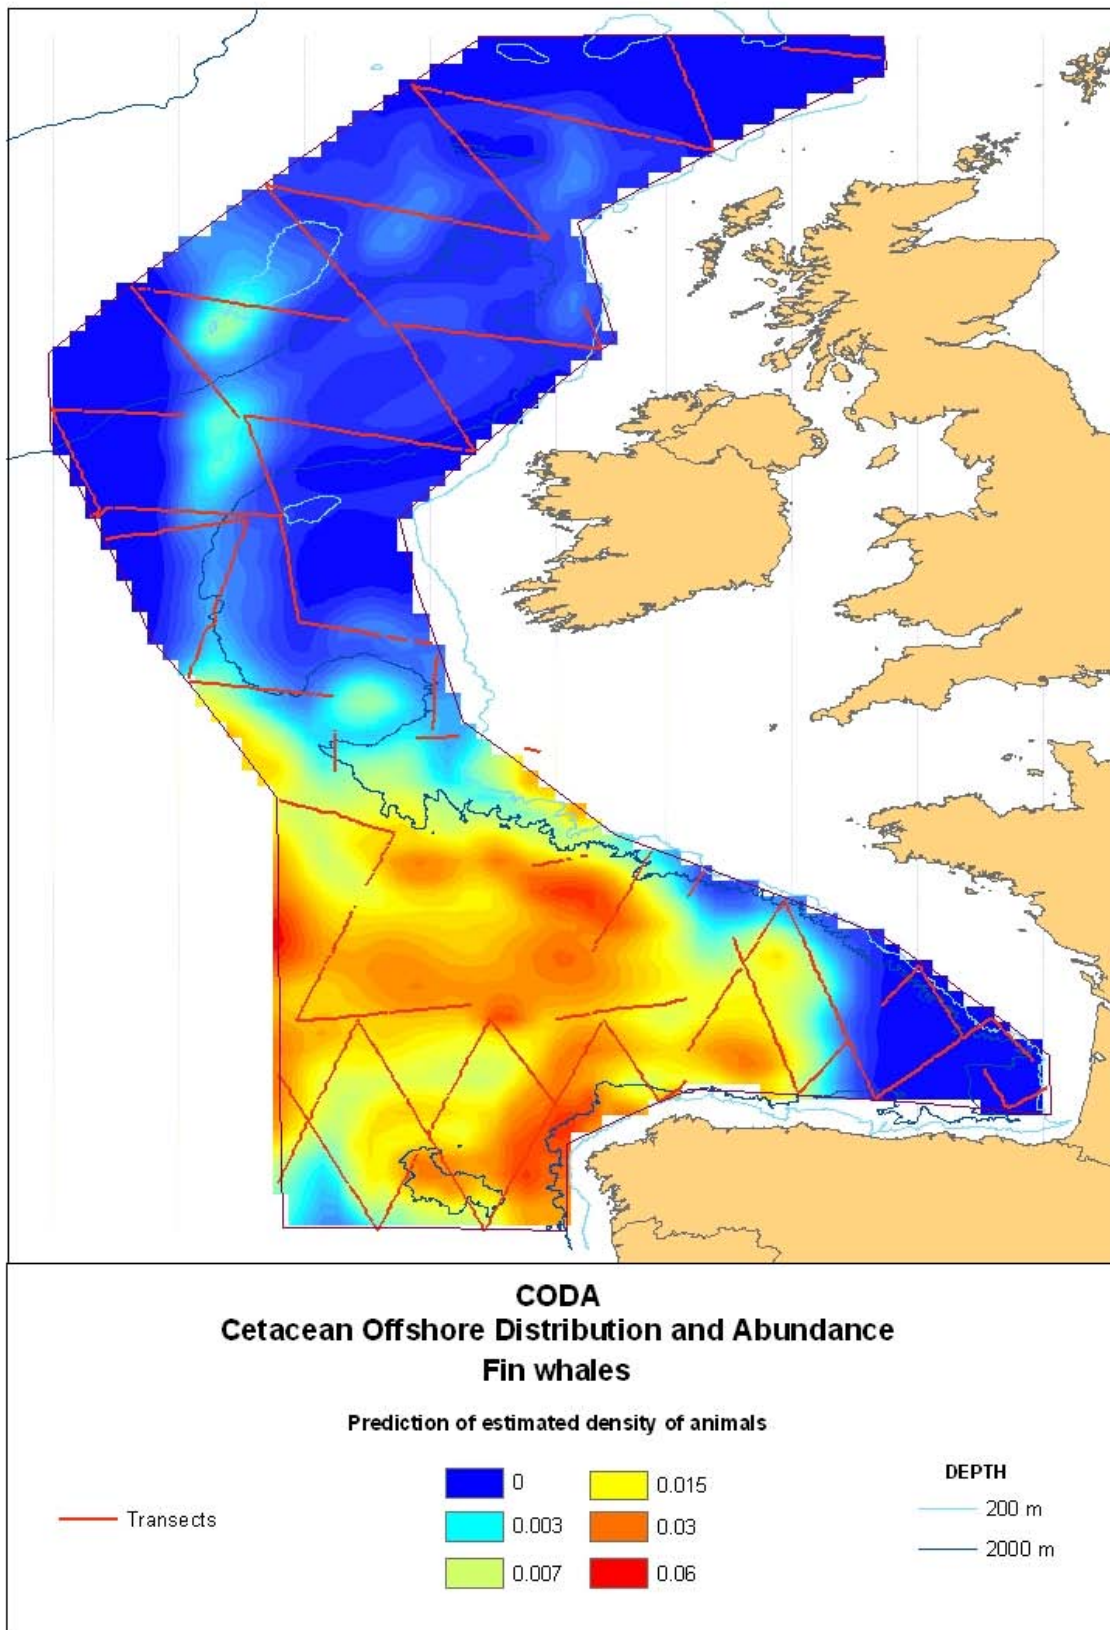 CODA
Cetacean Offshore Distribution and Abundance
Fin whales
Prediction of estimated density of animals
Transects
0
0.003
0.007
0.015
0.03
0.06
DEPTH
200 m
2000 m